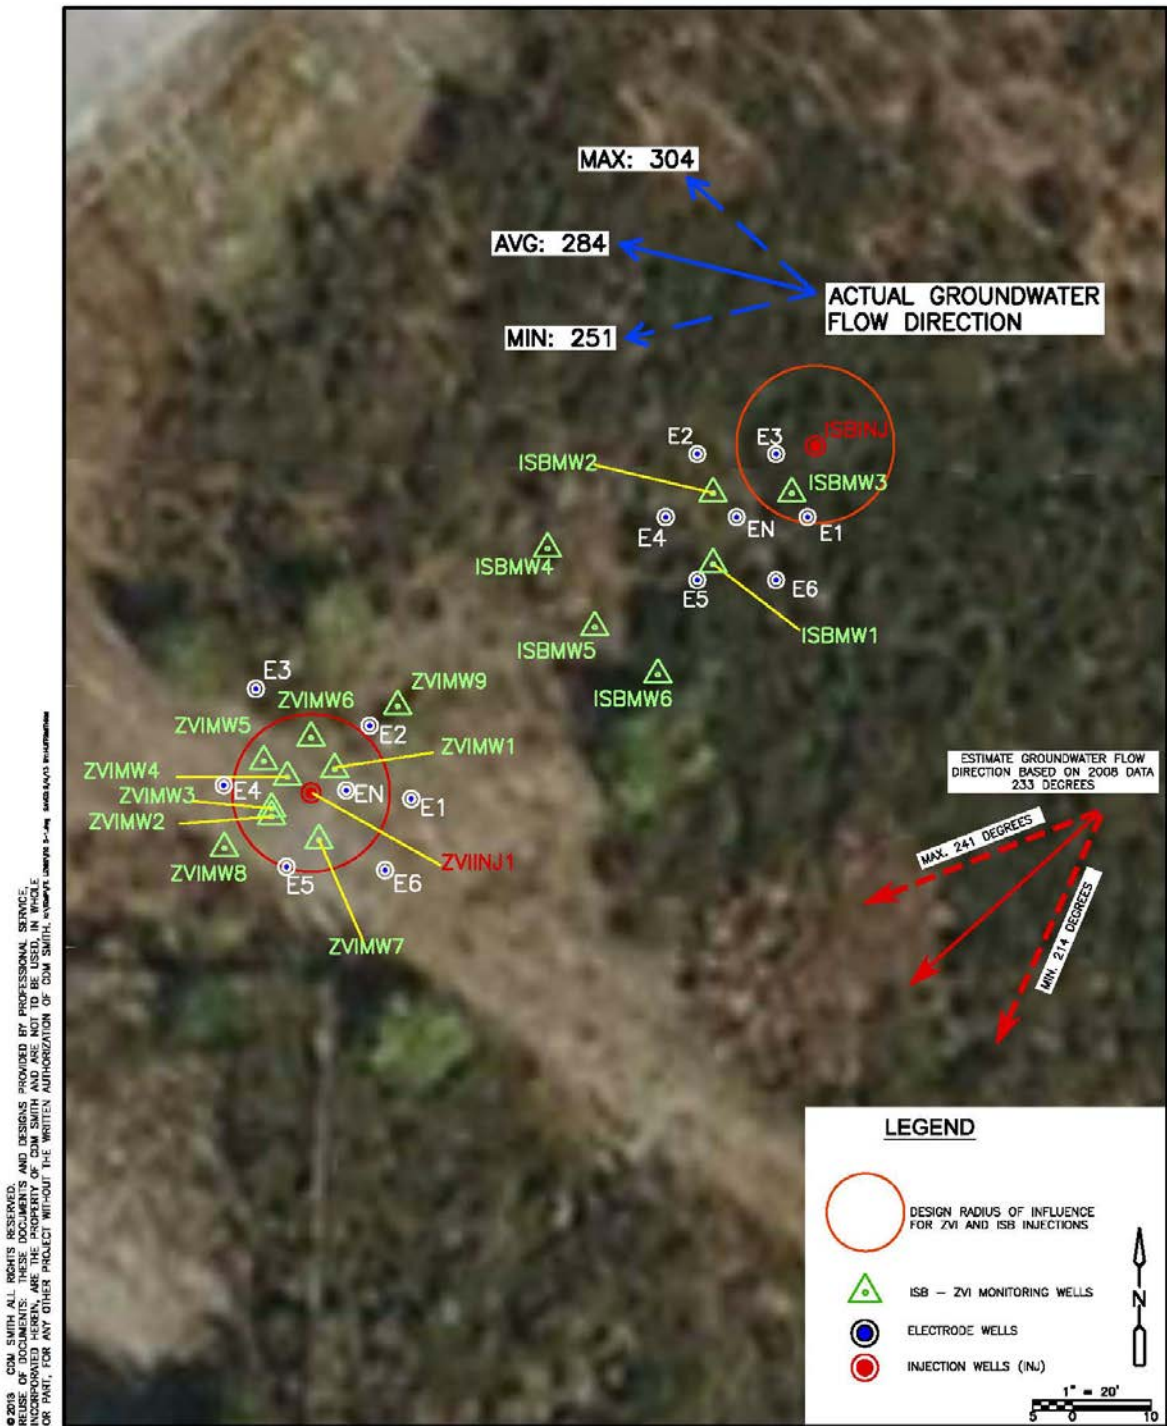 MAX: 304
AVG: 284
ACTUAL GROUNDWATER
FLOW DIRECTION
MIN: 251
ISBINJ
E2
E3
ISBMW2
ISBMW3
E4
EN
E1
ISBMW4
E5
E6
ISBMW1
ISBMW5
ISBMW6
E3
ZVIMW9
ZVIMW6
ZVIMW5
E2
ZVIMW1
ZVIMW4
E4
EN
ZVIMW3
E1
ZVIMW2
ZVIMW8
E5
E6
ZVIINJ1
ZVIMW7
ESTIMATE GROUNDWATER FLOW
DIRECTION BASED ON 2008 DATA
233 DEGREES
MAX. 241 DEGREES
MIN. 214 DEGREES
LEGEND
DESIGN RADIUS OF INFLUENCE
FOR ZVI AND ISB INJECTIONS
ISB - ZVI MONITORING WELLS
N
ELECTRODE WELLS
INJECTION WELLS (INJ)
1" = 20'
5 0 10
©2013 CDM SMITH ALL RIGHTS RESERVED.
REUSE OF DOCUMENTS: THESE DOCUMENTS AND DESIGNS PROVIDED BY PROFESSIONAL SERVICE,
INCORPORATED HEREIN, ARE THE PROPERTY OF CDM SMITH AND ARE NOT TO BE USED, IN WHOLE
OR PART, FOR ANY OTHER PROJECT WITHOUT THE WRITTEN AUTHORIZATION OF CDM SMITH.